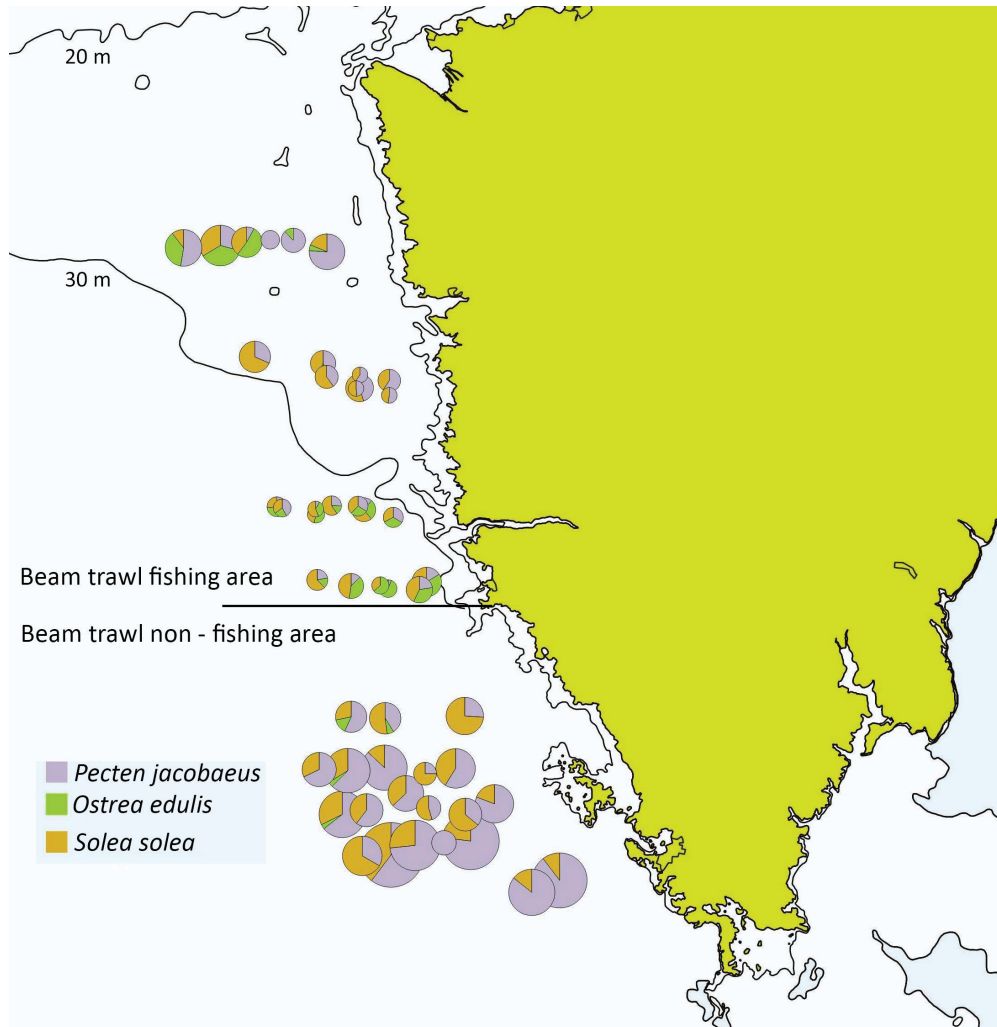 20 m
30 m
Beam trawl fishing area
Beam trawl non - fishing area
Pecten jacobaeus
Ostrea edulis
Solea solea